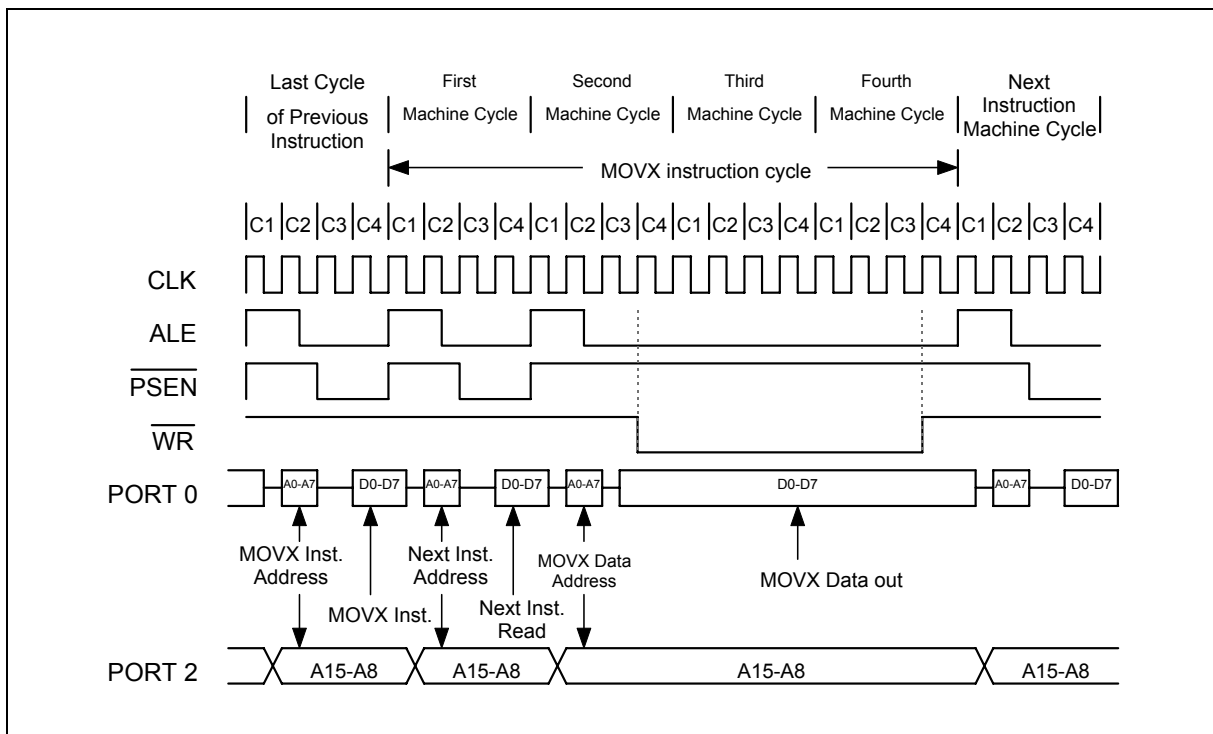 Last Cycle
of Previous
Instruction
First
Machine Cycle
Second
Machine Cycle
Third
Machine Cycle
Fourth
Machine Cycle
Next
Instruction
Machine Cycle
MOVX instruction cycle
C1 C2 C3 C4 C1 C2 C3 C4 C1 C2 C3 C4 C1 C2 C3 C4 C1 C2 C3 C4 C1 C2 C3 C4
CLK
ALE
PSEN
WR
PORT 0
A0-A7 D0-D7 A0-A7 D0-D7 A0-A7 D0-D7 A0-A7 D0-D7
MOVX Inst.
Address
MOVX Inst.
Next Inst.
Address
Next Inst.
Read
MOVX Data
Address
MOVX Data out
PORT 2
A15-A8 A15-A8 A15-A8 A15-A8